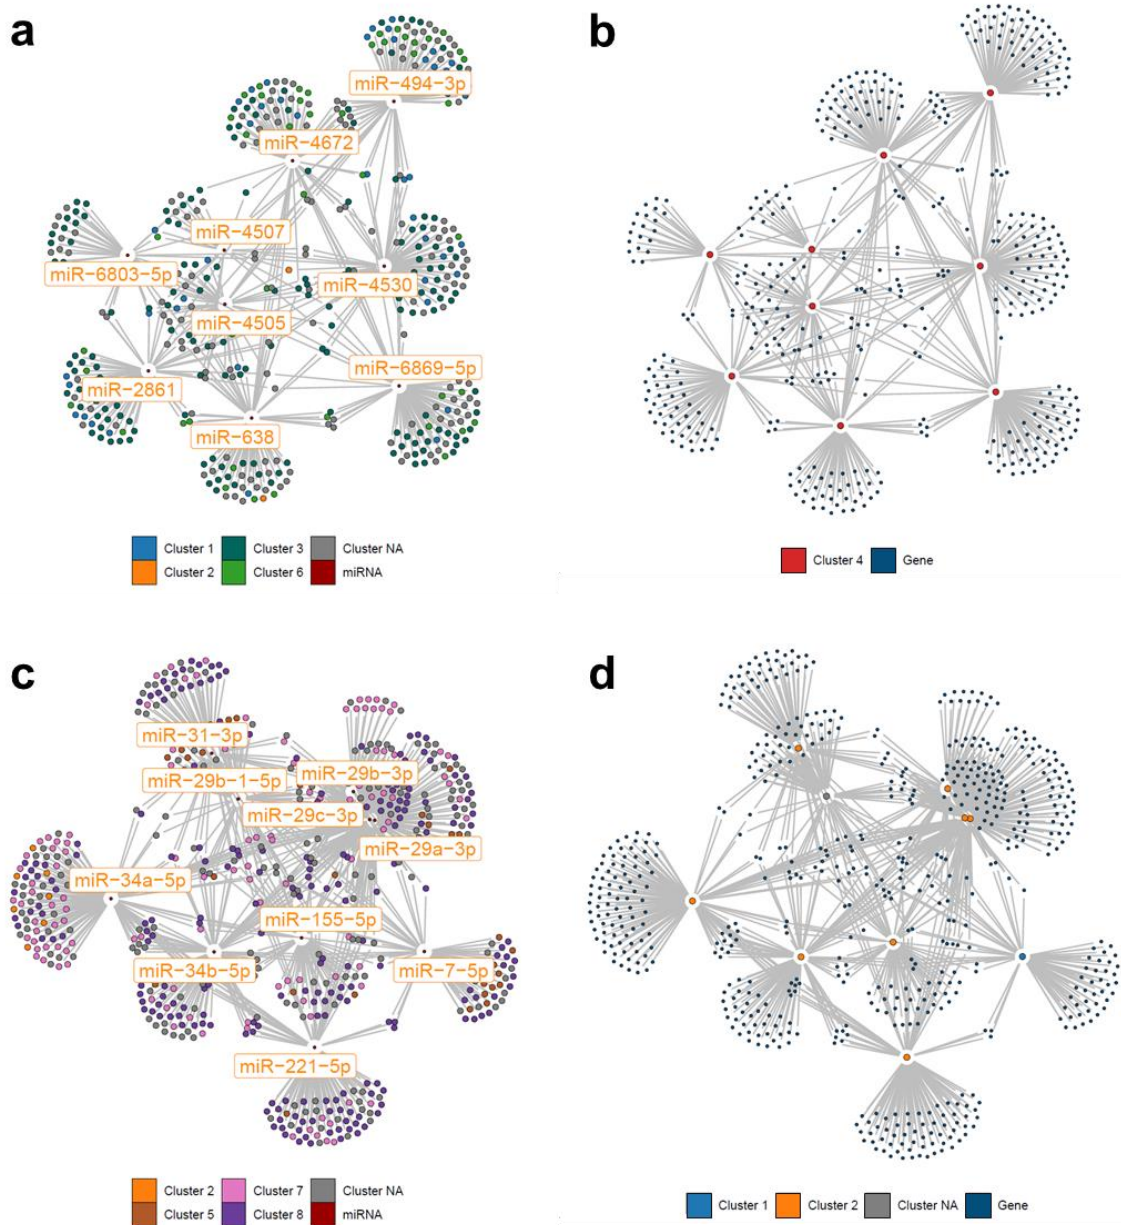 a
b
miR-494-3p
miR-4672
miR-4507
miR-6803-5p
miR-4530
miR-4505
miR-6869-5p
miR-2861
miR-638
Cluster 1 Cluster 3 Cluster NA
Cluster 2 Cluster 6 miRNA
Cluster 4 Gene
c
d
miR-31-3p
miR-29b-1-5p
miR-29b-3p
miR-29c-3p
miR-29a-3p
miR-34a-5p
miR-155-5p
miR-34b-5p
miR-7-5p
miR-221-5p
Cluster 2 Cluster 7 Cluster NA
Cluster 5 Cluster 8 miRNA
Cluster 1 Cluster 2 Cluster NA Gene